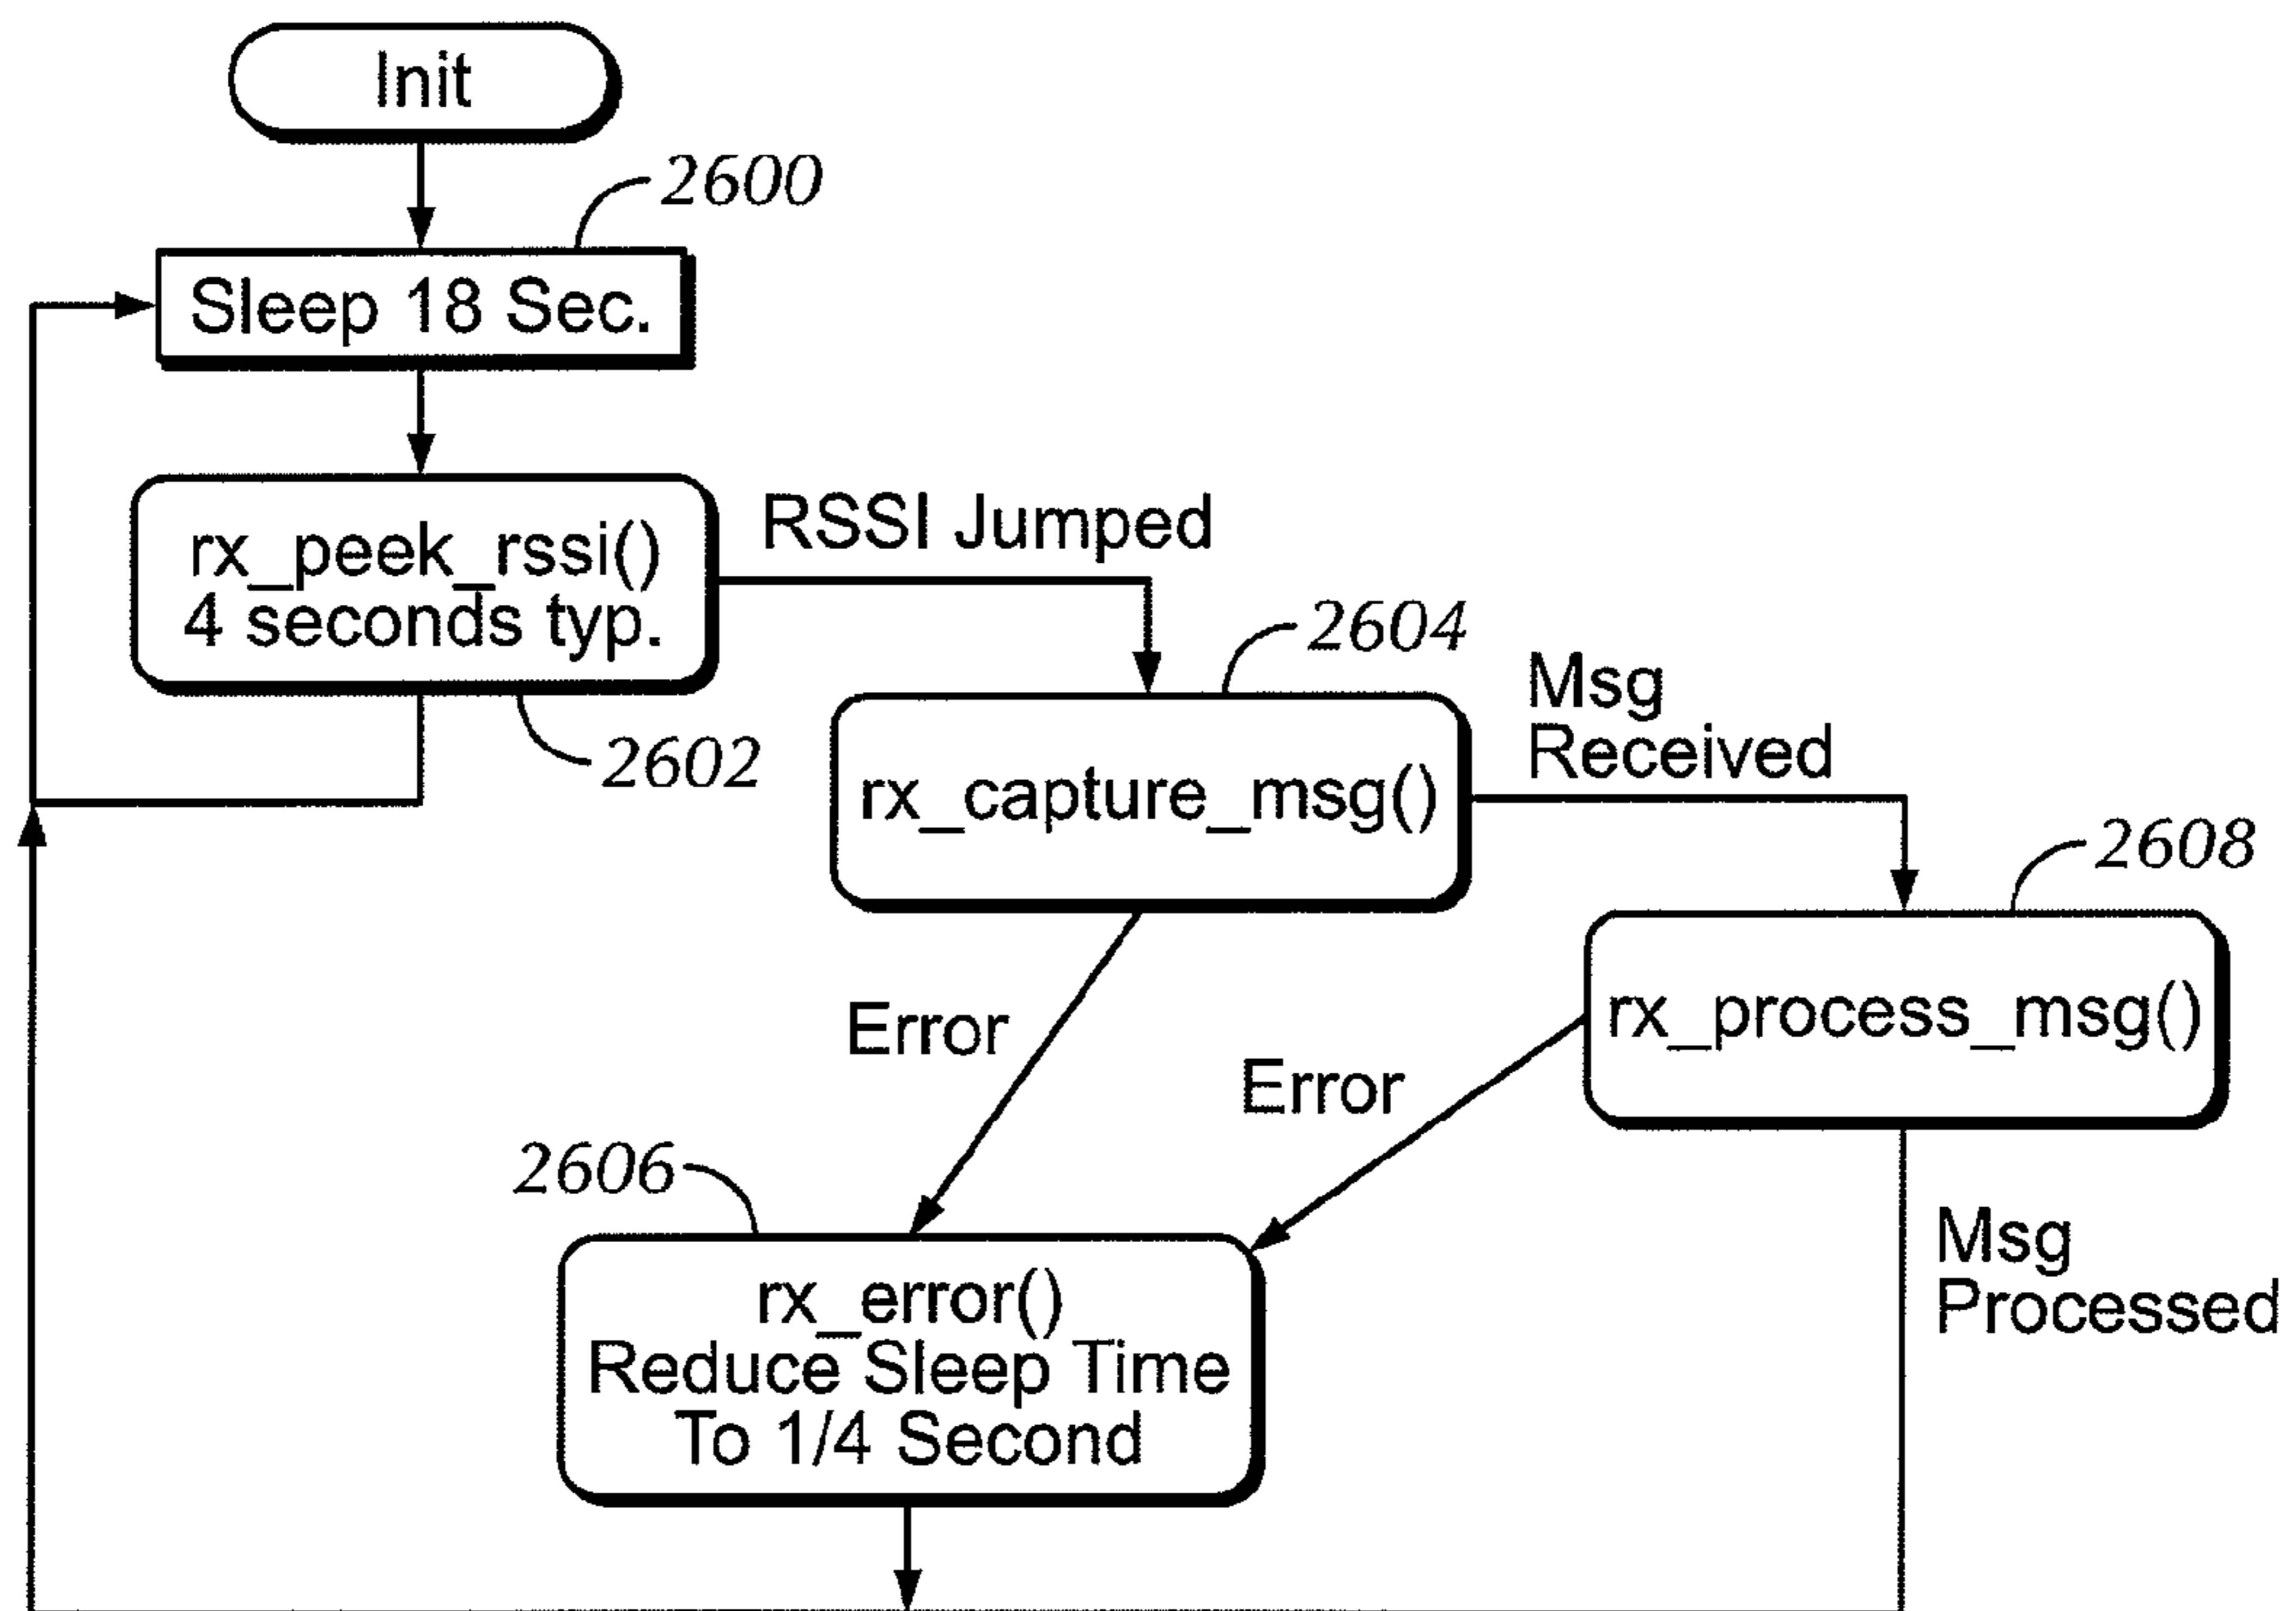 Init
2600
Sleep 18 Sec.
rx_peek_rssi()
4 seconds typ.
RSSI Jumped
2602
2604
rx_capture_msg()
Msg
Received
2608
rx_process_msg()
Error
Error
2606
rx_error()
Reduce Sleep Time
To 1/4 Second
Msg
Processed